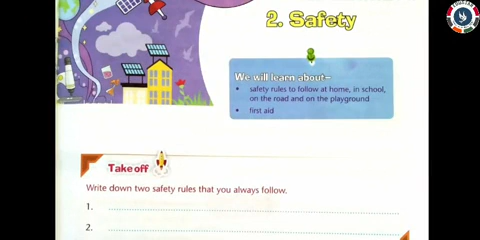 2. Safety
We will learn about–
• safety rules to follow at home, in school,
on the road and on the playground
• first aid
Take off
Write down two safety rules that you always follow.
1.
2.